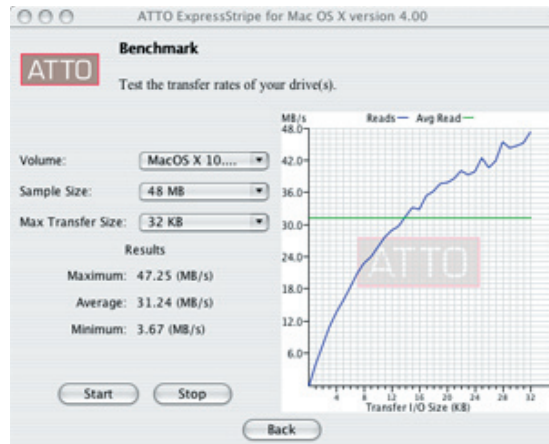 ATTO ExpressStripe for Mac OS X version 4.00
ATTO
Benchmark
Test the transfer rates of your drive(s).
Volume: MacOS X 10....
Sample Size: 48 MB
Max Transfer Size: 32 KB
Results
Maximum: 47.25 (MB/s)
Average: 31.24 (MB/s)
Minimum: 3.67 (MB/s)
Start Stop
MB/s Reads Avg Read
48.0
42.0
36.0
30.0
24.0
18.0
12.0
6.0
ATTO
4 8 12 16 20 24 28 32
Transfer I/O Size (KB)
Back